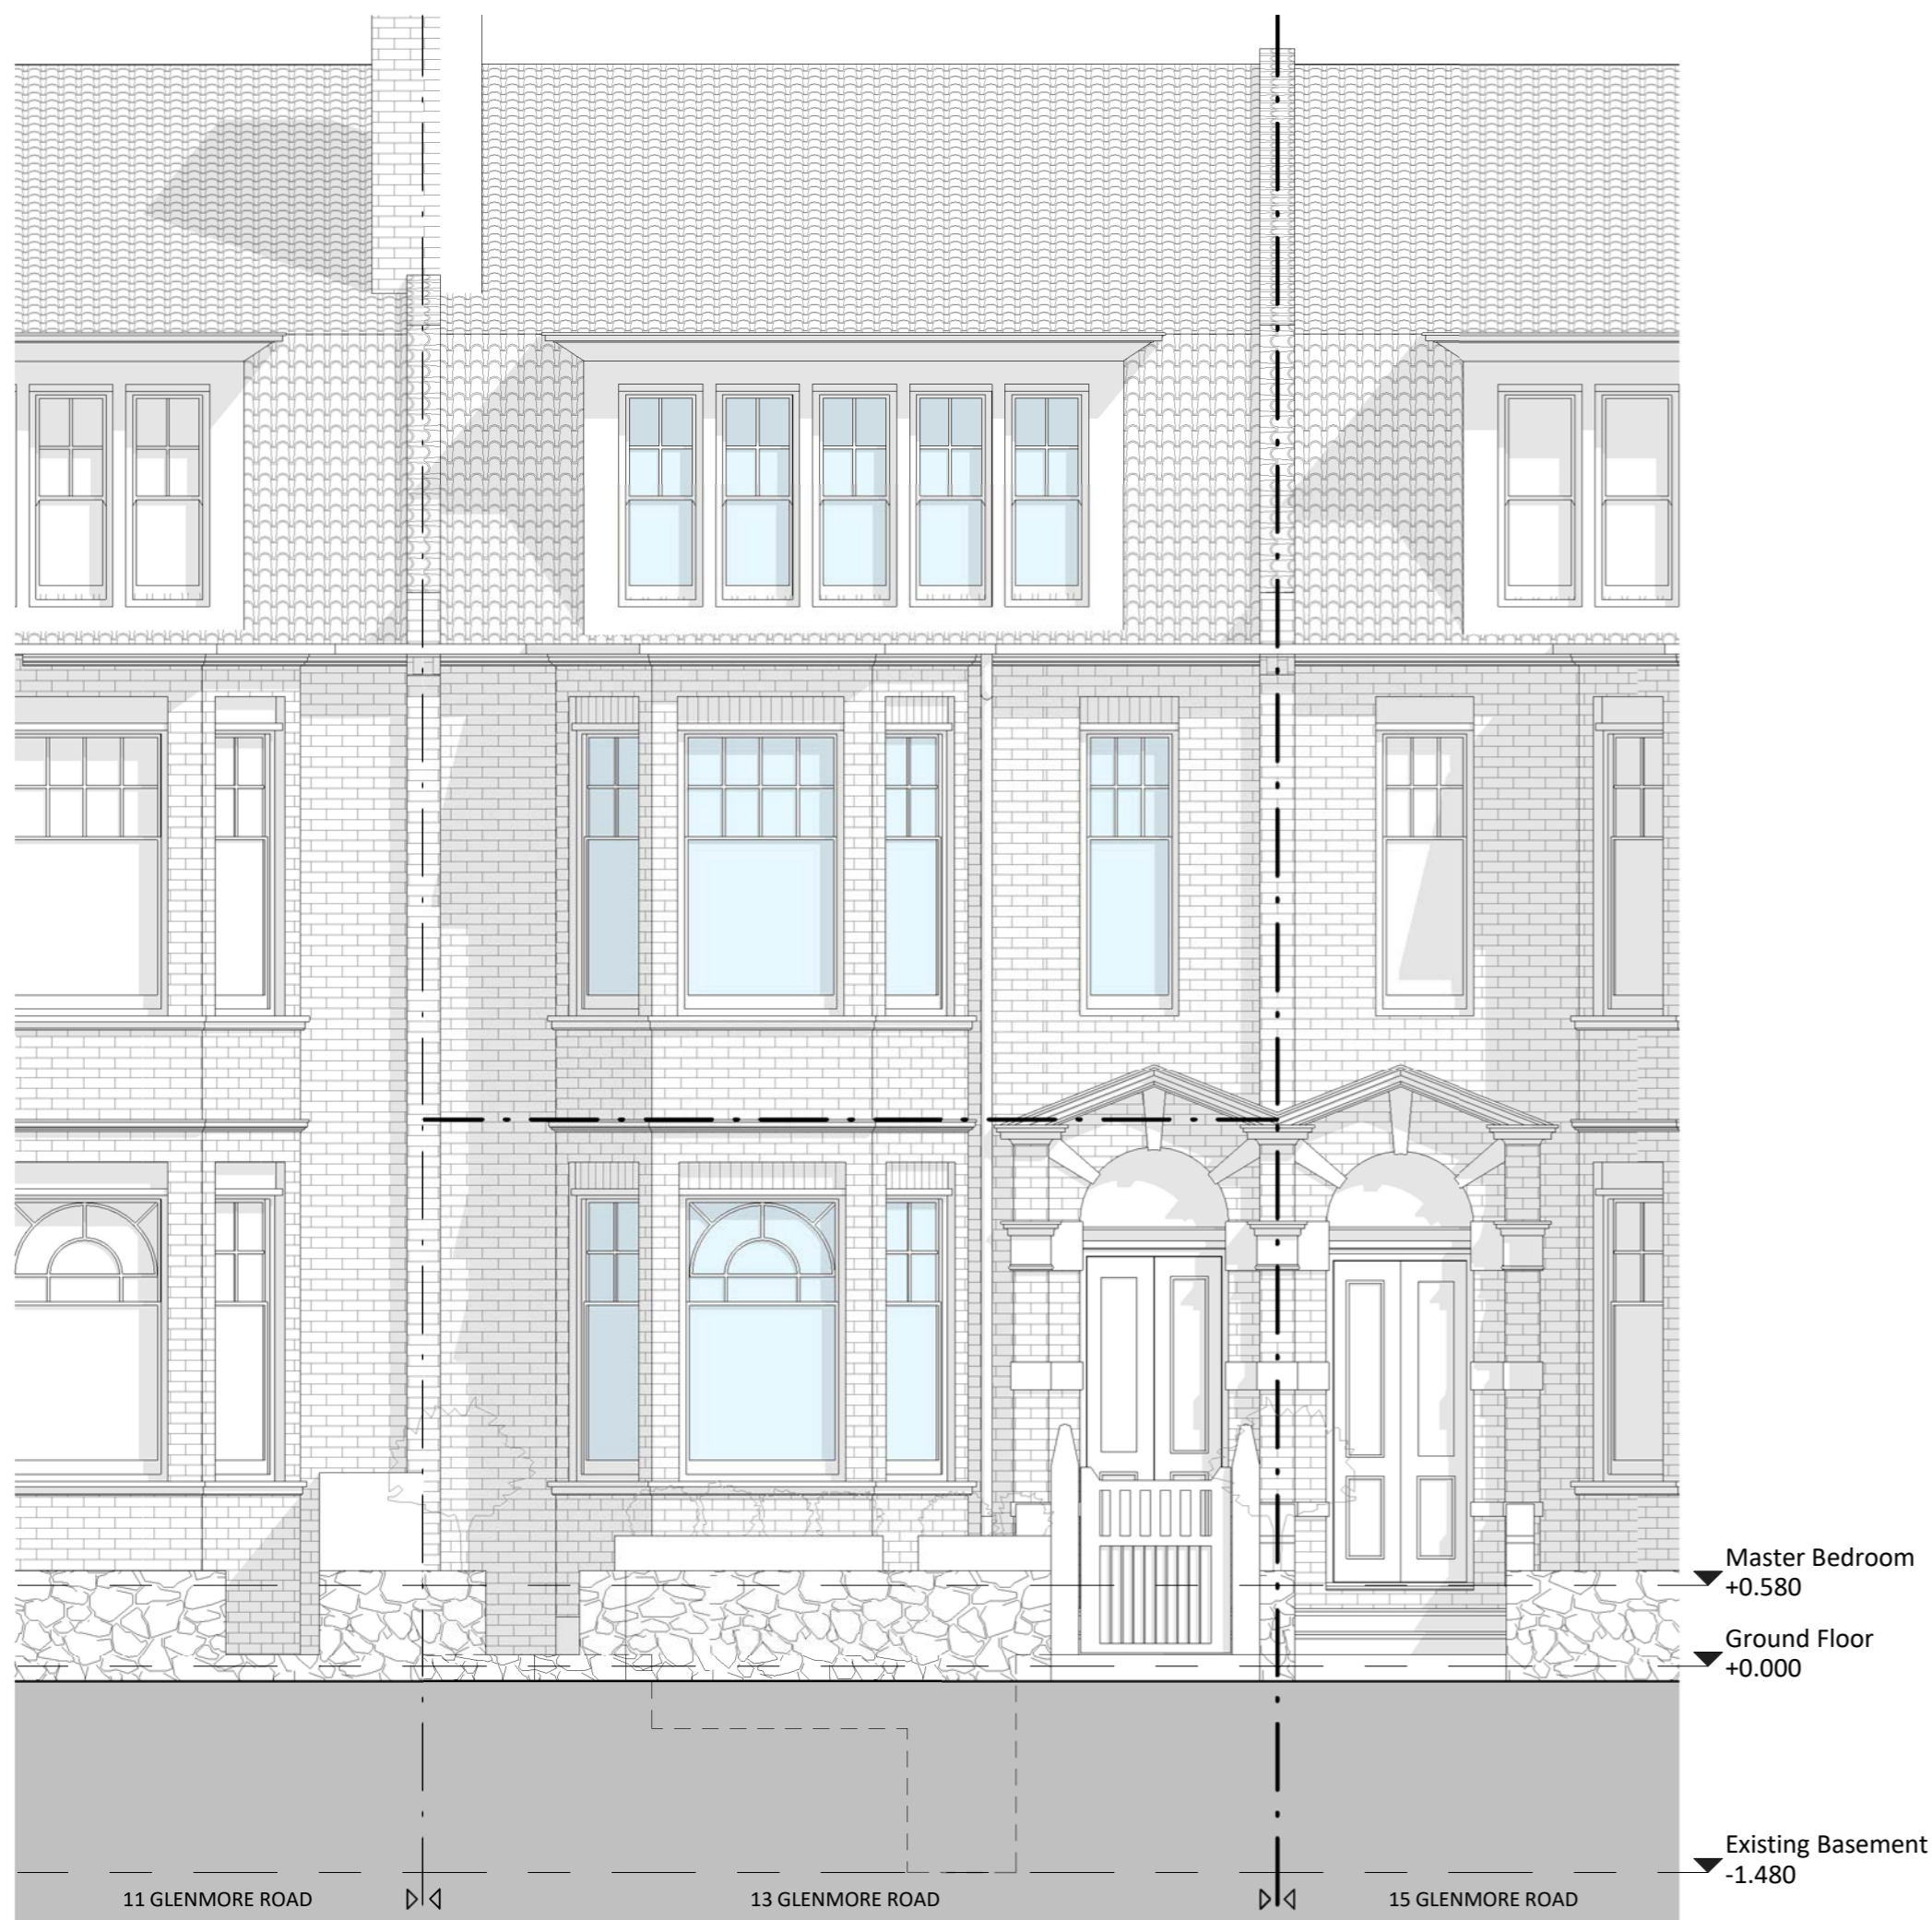 Master Bedroom
+0.580
Ground Floor
+0.000
Existing Basement
-1.480
11 GLENMORE ROAD
13 GLENMORE ROAD
15 GLENMORE ROAD